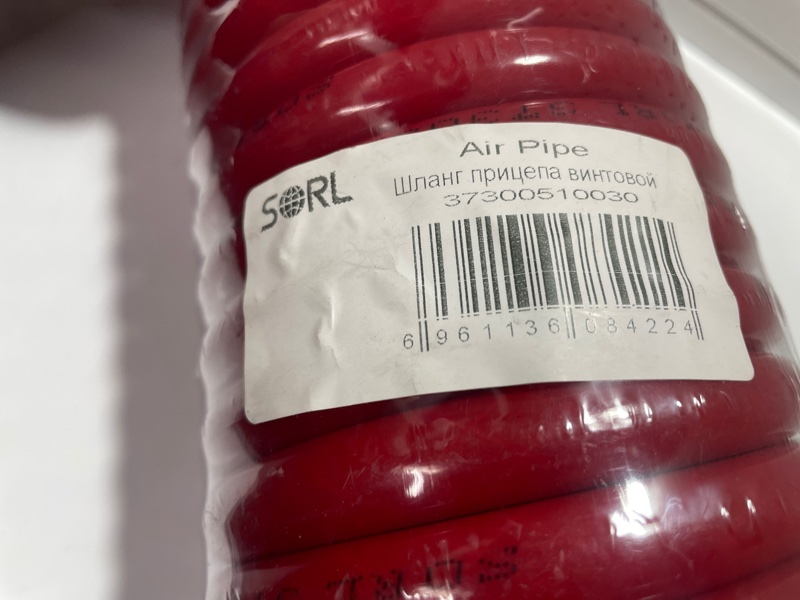 SORL
Air Pipe
Шланг прицепа винтовой
37300510030
6 961136 084224